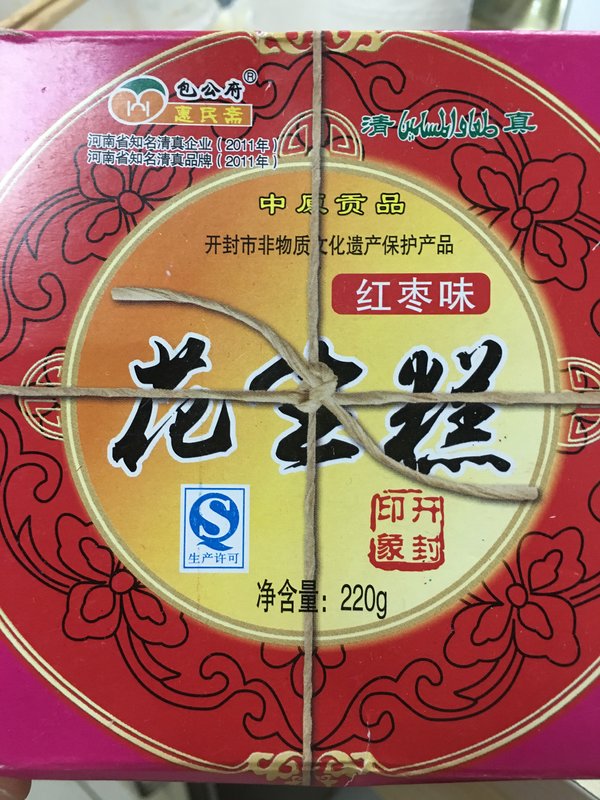 包公府®
惠民斋
河南省知名清真企业(2011年)
河南省知名清真品牌(2011年)
清 真
中原贡品
开封市非物质文化遗产保护产品
红枣味
花生糕
生产许可
开封
印象
净含量：220g